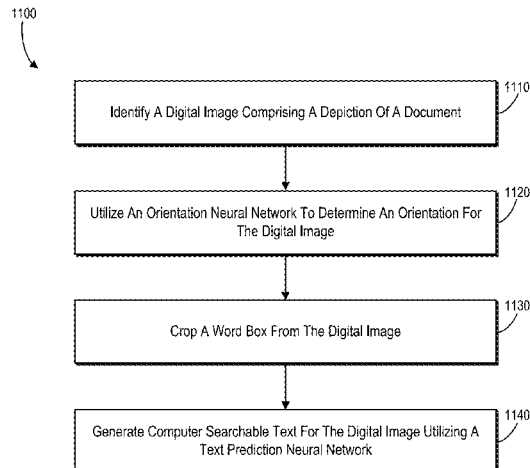 1100
1110
Identify A Digital Image Comprising A Depiction Of A Document
1120
Utilize An Orientation Neural Network To Determine An Orientation For
The Digital Image
1130
Crop A Word Box From The Digital Image
1140
Generate Computer Searchable Text For The Digital Image Utilizing A
Text Prediction Neural Network